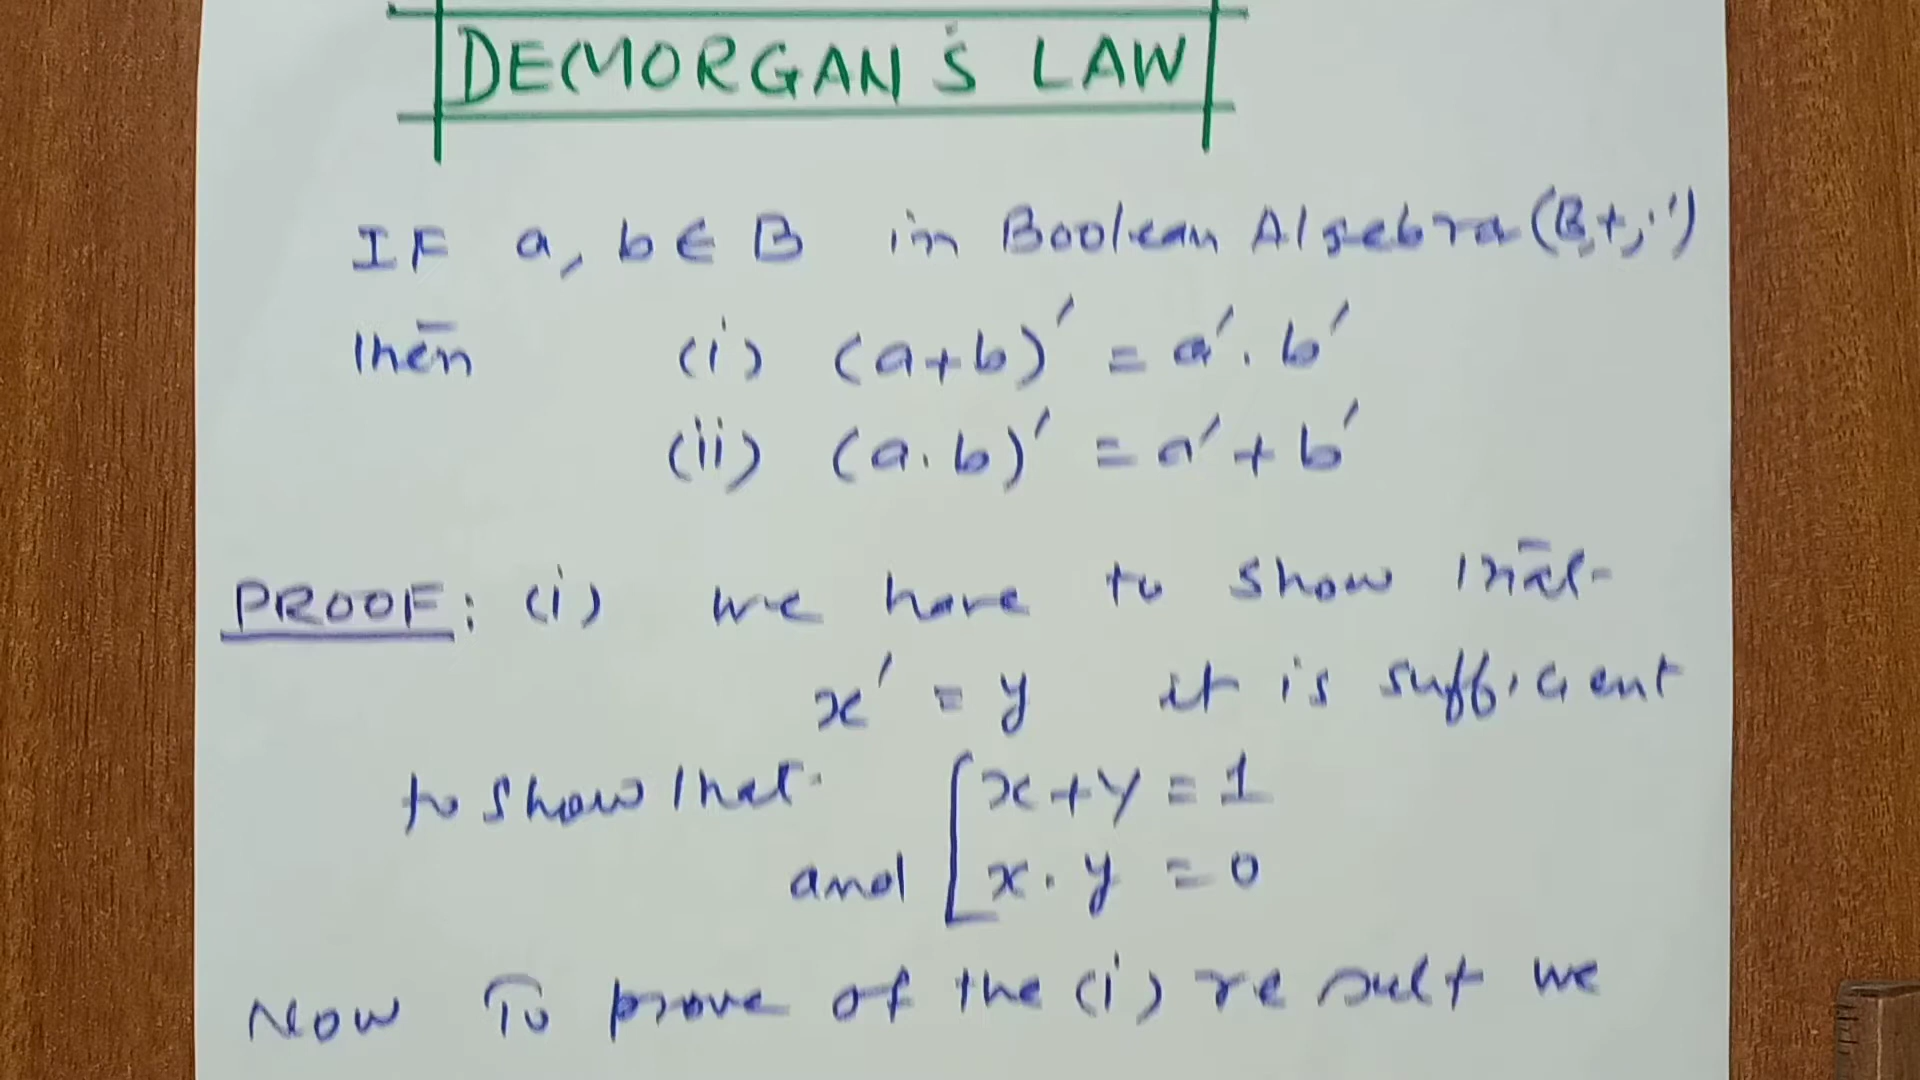 DEMORGAN'S LAW
IF a, b ∈ B in Boolean Algebra (B,+,·,')
then (i) (a+b)' = a'. b'
(ii) (a.b)' = a' + b'
PROOF: (i) we have to show that
x' = y it is sufficient
to show that [x+y = 1
and [x. y = 0
Now To prove of the (i) result we